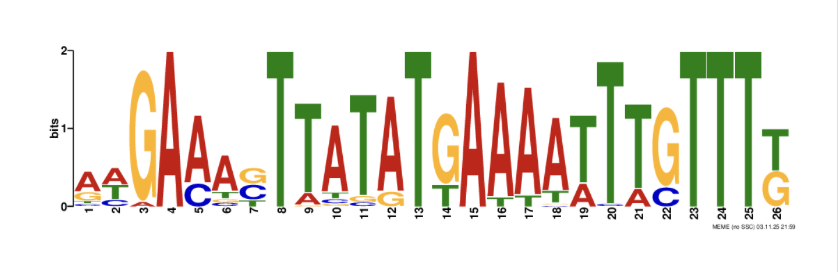 2
bits
1
0
AAGAAAGTTATATGAAAATTTGTTTT
GTACTCATTATTGTTGTG
1 2 3 4 5 6 7 8 9 10 11 12 13 14 15 16 17 18 19 20 21 22 23 24 25 26
MEME (no SSC) 03.11.25 21:59